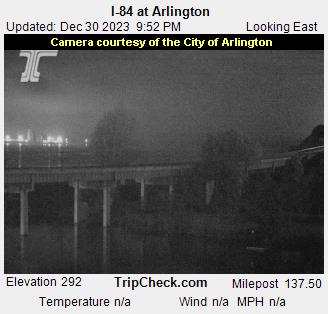 I-84 at Arlington
Updated: Dec 30 2023 9:52 PM Looking East
Camera courtesy of the City of Arlington
Elevation 292 TripCheck.com Milepost 137.50
Temperature n/a Wind n/a MPH n/a